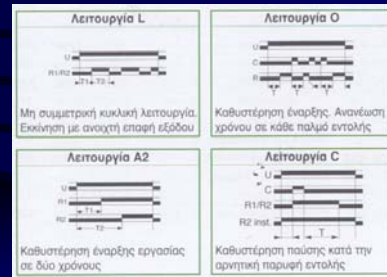 Λειτουργία L
U
R1/R2
T1
T2
Μη συμμετρική κυκλική λειτουργία.
Εκκίνηση με ανοιχτή επαφή εξόδου
Λειτουργία O
U
C
R
T
T
T
Καθυστέρηση έναρξης. Ανανέωση
χρόνου σε κάθε παλμό εντολής
Λειτουργία A2
U
R1
T1
R2
T2
Καθυστέρηση έναρξης εργασίας
σε δύο χρόνους
Λειτουργία C
U
C
R1/R2
T
R2 inst.
Καθυστέρηση παύσης κατά την
αρνητική παρυφή εντολής